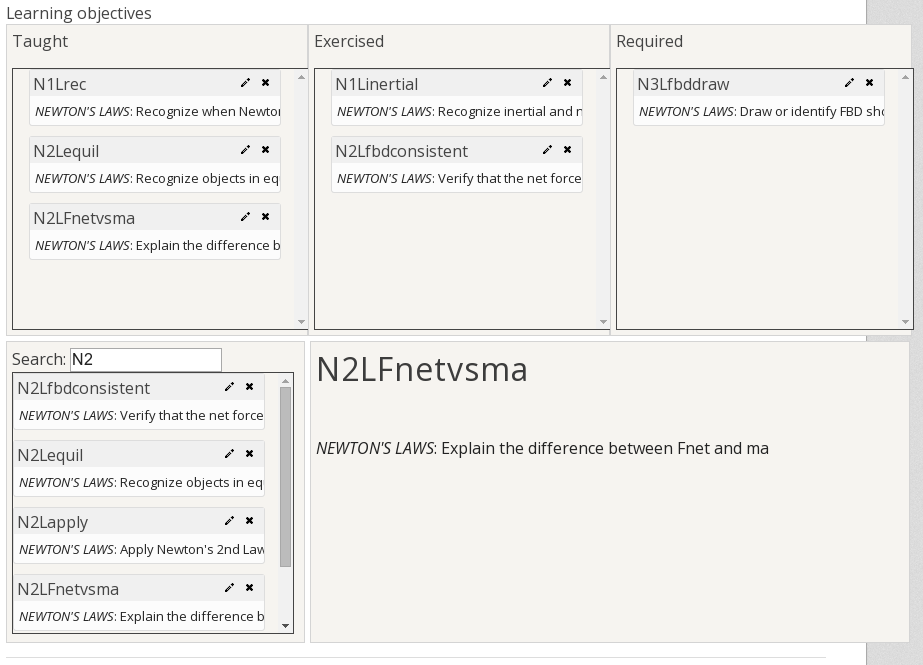 Learning objectives
Taught
N1Lrec
NEWTON'S LAWS: Recognize when Newto
N2Lequil
NEWTON'S LAWS: Recognize objects in eq
N2LFnetvsma
NEWTON'S LAWS: Explain the difference b
Exercised
N1Linertial
NEWTON'S LAWS: Recognize inertial and n
N2Lfbdconsistent
NEWTON'S LAWS: Verify that the net force
Required
N3Lfbddraw
NEWTON'S LAWS: Draw or identify FBD sho
Search: N2
N2Lfbdconsistent
NEWTON'S LAWS: Verify that the net force
N2Lequil
NEWTON'S LAWS: Recognize objects in eq
N2Lapply
NEWTON'S LAWS: Apply Newton's 2nd Law
N2LFnetvsma
NEWTON'S LAWS: Explain the difference b
N2LFnetvsma
NEWTON'S LAWS: Explain the difference between Fnet and ma